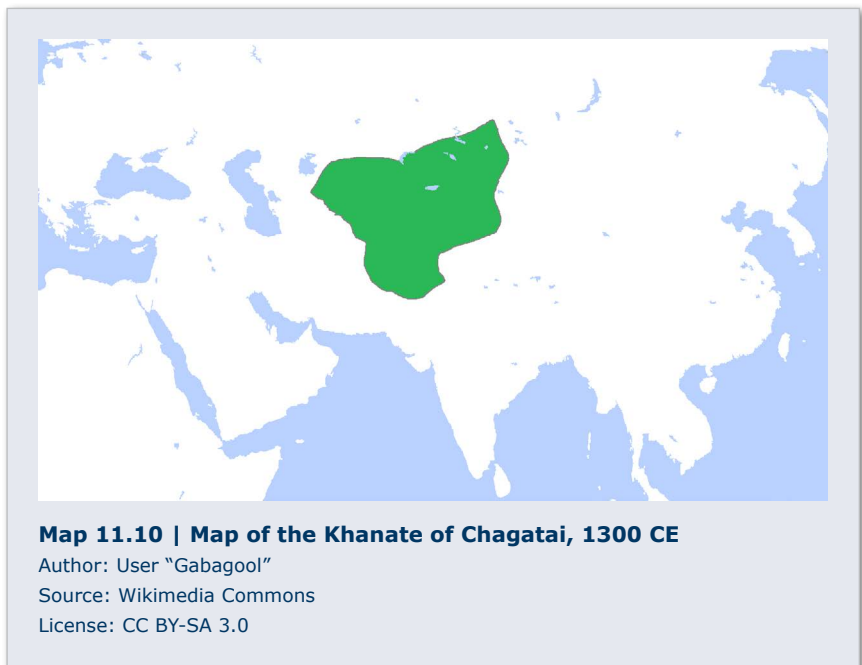 Map 11.10 | Map of the Khanate of Chagatai, 1300 CE
Author: User “Gabagool”
Source: Wikimedia Commons
License: CC BY-SA 3.0